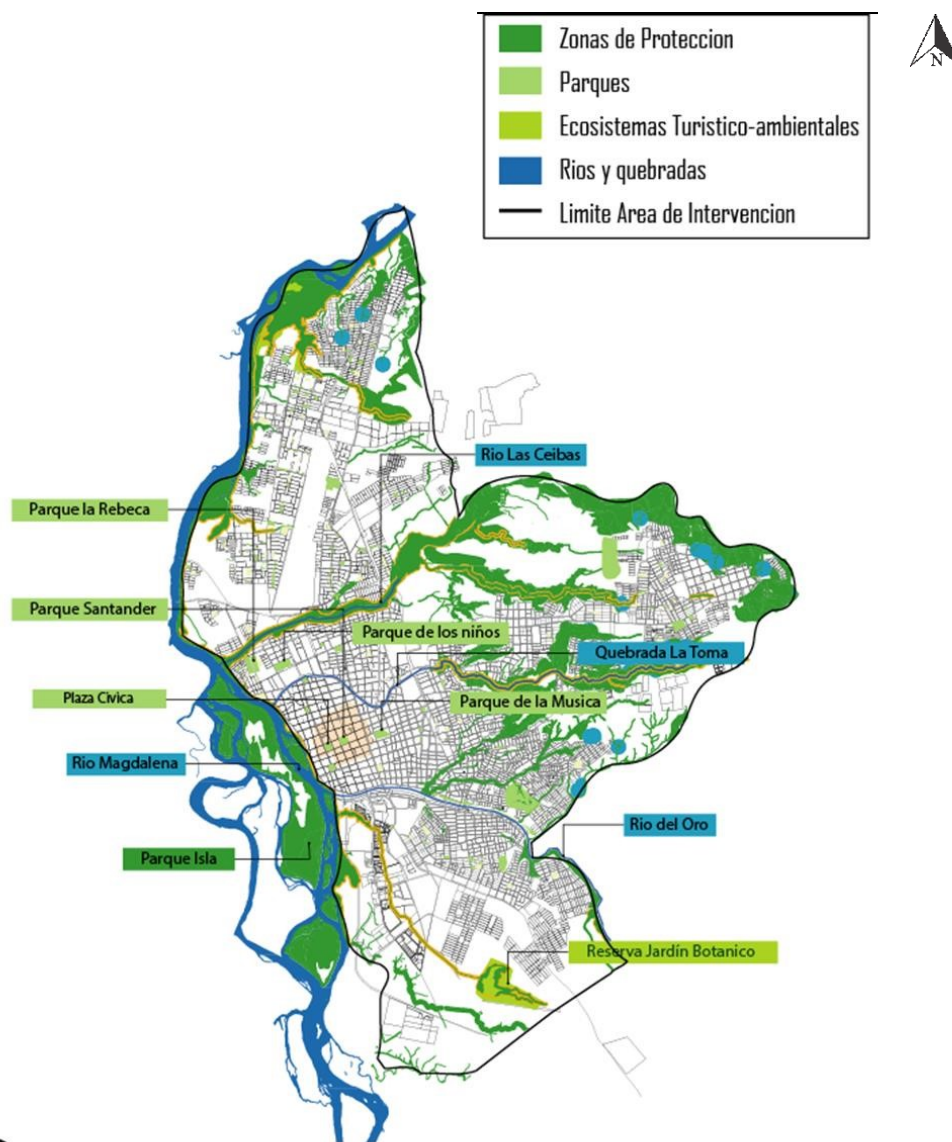 Zonas de Proteccion
N
Parques
Ecosistemas Turistico-ambientales
Rios y quebradas
Limite Area de Intervencion
Rio Las Ceibas
Parque la Rebeca
Parque Santander
Parque de los niños
Quebrada La Toma
Plaza Civica
Parque de la Musica
Rio Magdalena
Rio del Oro
Parque Isla
Reserva Jardín Botanico